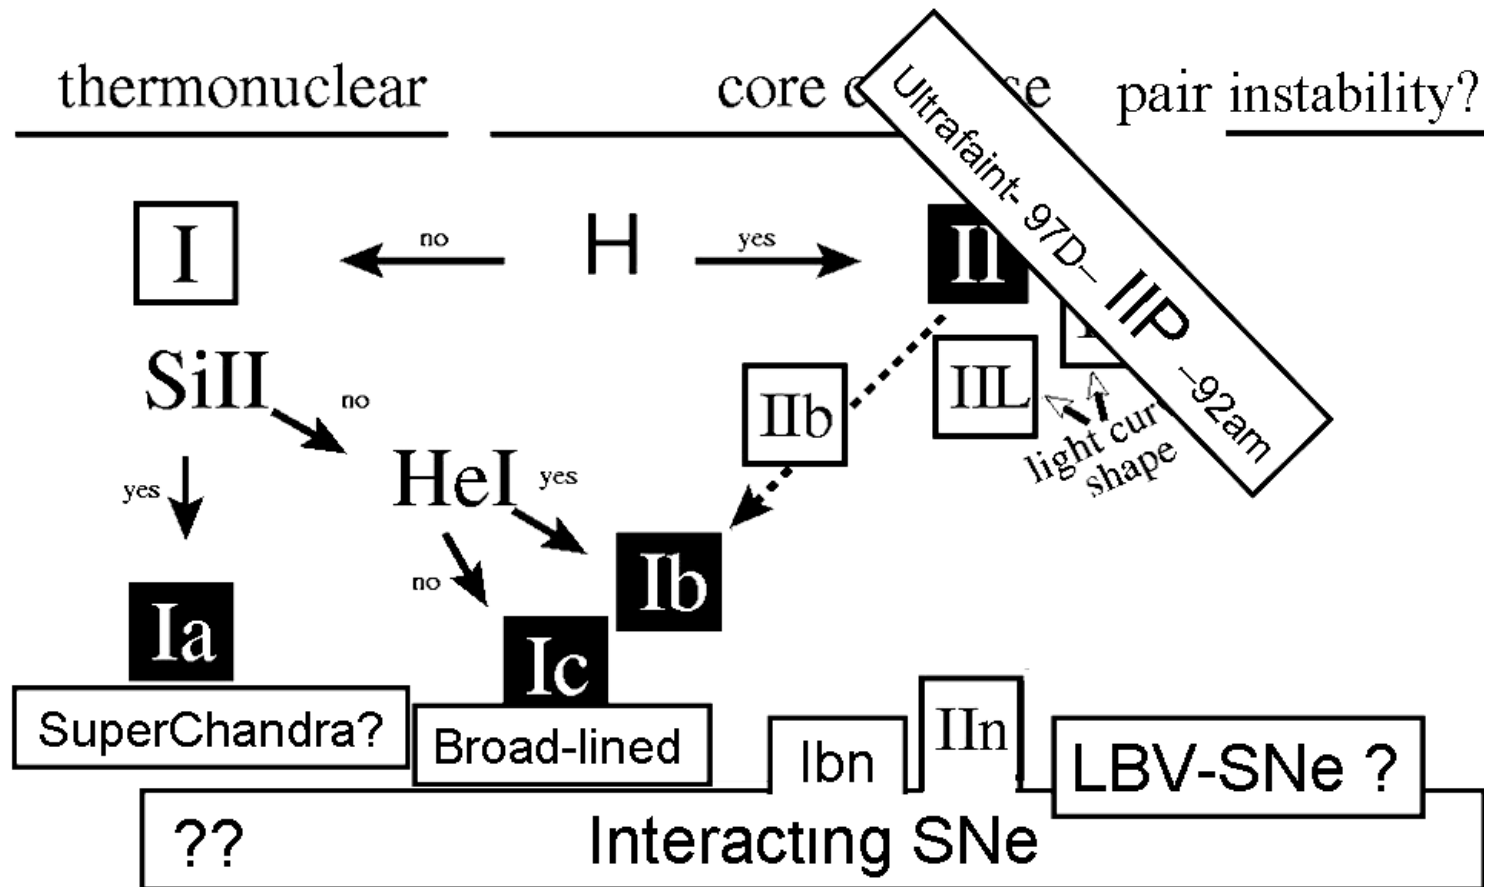 thermonuclear
core
pair instability?
I
no
H
yes
II
Ultrafaint- 97D– IIP –92am
SiII
no
IIb
IIL
light cur
shape
yes
HeI
yes
no
Ib
Ia
Ic
SuperChandra?
Broad-lined
Ibn
IIn
LBV-SNe ?
??
Interacting SNe